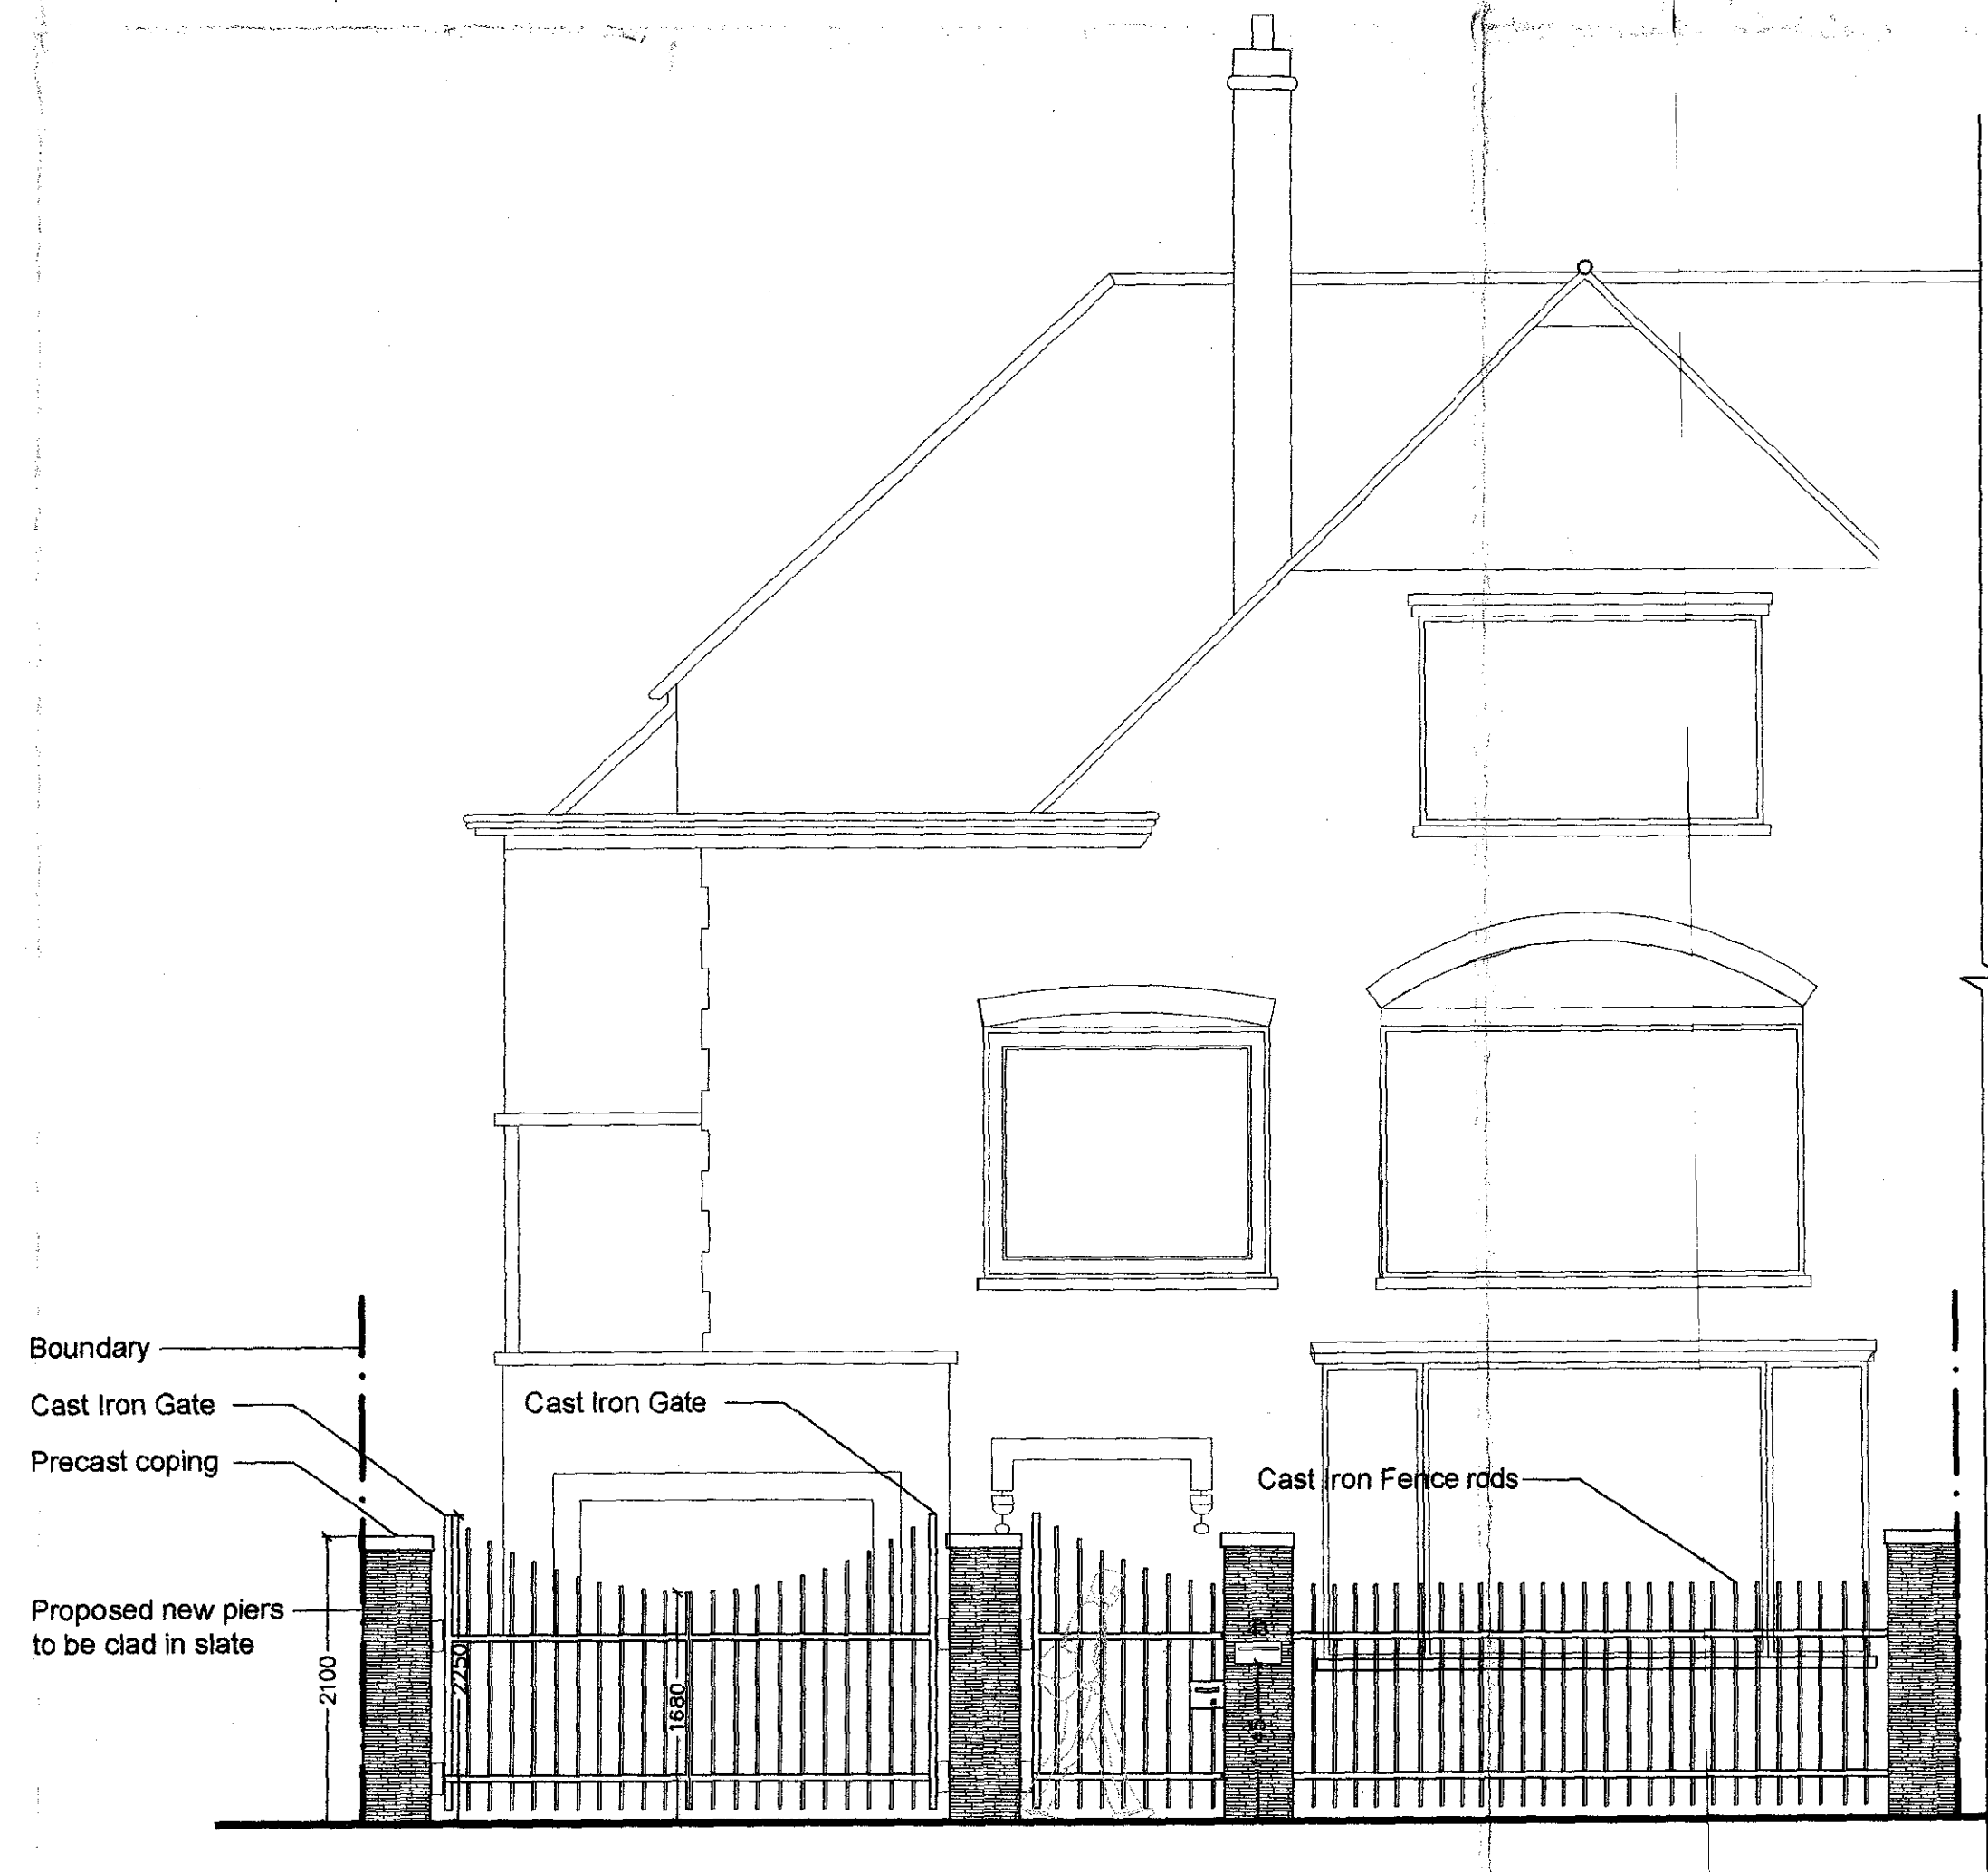 Boundary
Cast Iron Gate
Cast Iron Gate
Precast coping
Cast Iron Fence rods
Proposed new piers
to be clad in slate
2100
2250
1680